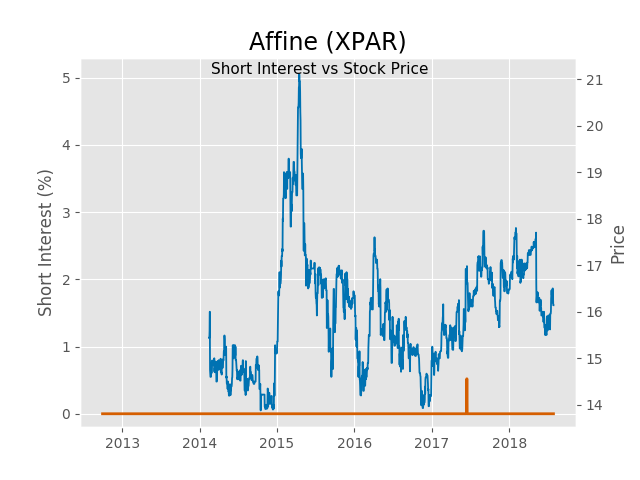 Affine (XPAR)
Short Interest vs Stock Price
Short Interest (%)
5
4
3
2
1
0
21
20
19
18
17
16
15
14
Price
2013 2014 2015 2016 2017 2018